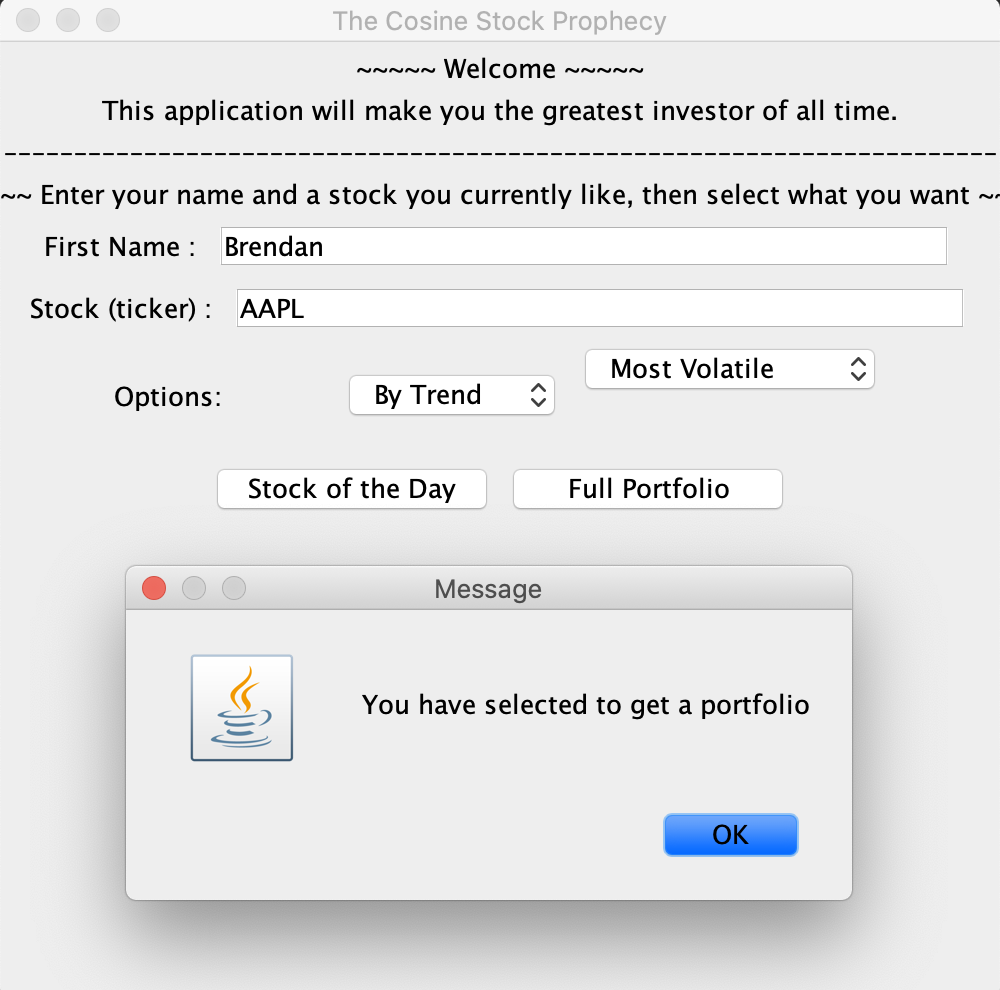 The Cosine Stock Prophecy
~~~~~ Welcome ~~~~~
This application will make you the greatest investor of all time.
-----------------------------------------------------------------------
~~ Enter your name and a stock you currently like, then select what you want ~~
First Name : Brendan
Stock (ticker) : AAPL
Options: By Trend Most Volatile
Stock of the Day Full Portfolio
Message
You have selected to get a portfolio
OK